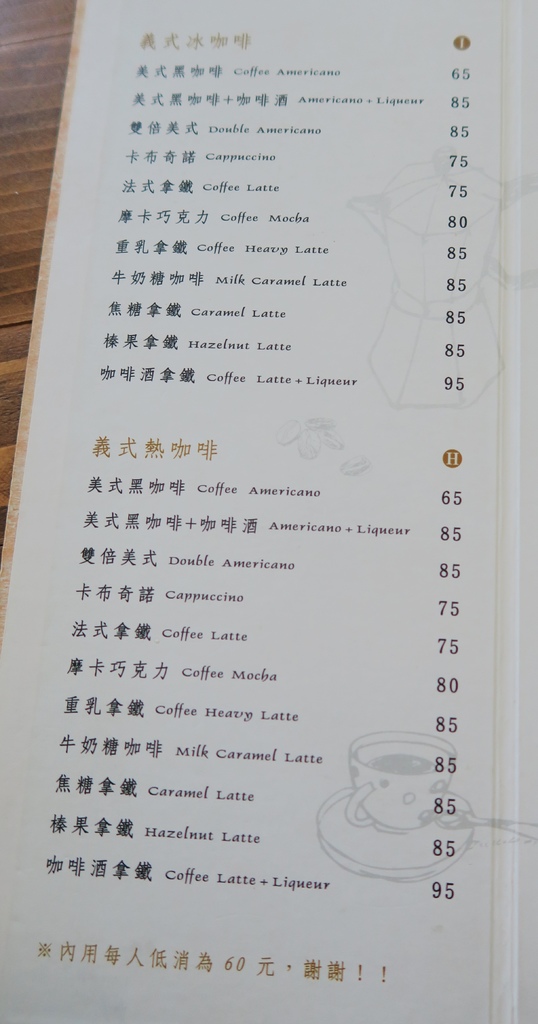 義式冰咖啡 I
美式黑咖啡 Coffee Americano 65
美式黑咖啡+咖啡酒 Americano + Liqueur 85
雙倍美式 Double Americano 85
卡布奇諾 Cappuccino 75
法式拿鐵 Coffee Latte 75
摩卡巧克力 Coffee Mocha 80
重乳拿鐵 Coffee Heavy Latte 85
牛奶糖咖啡 Milk Caramel Latte 85
焦糖拿鐵 Caramel Latte 85
榛果拿鐵 Hazelnut Latte 85
咖啡酒拿鐵 Coffee Latte + Liqueur 95
義式熱咖啡 H
美式黑咖啡 Coffee Americano 65
美式黑咖啡+咖啡酒 Americano + Liqueur 85
雙倍美式 Double Americano 85
卡布奇諾 Cappuccino 75
法式拿鐵 Coffee Latte 75
摩卡巧克力 Coffee Mocha 80
重乳拿鐵 Coffee Heavy Latte 85
牛奶糖咖啡 Milk Caramel Latte 85
焦糖拿鐵 Caramel Latte 85
榛果拿鐵 Hazelnut Latte 85
咖啡酒拿鐵 Coffee Latte + Liqueur 95
※內用每人低消為 60 元，謝謝！！